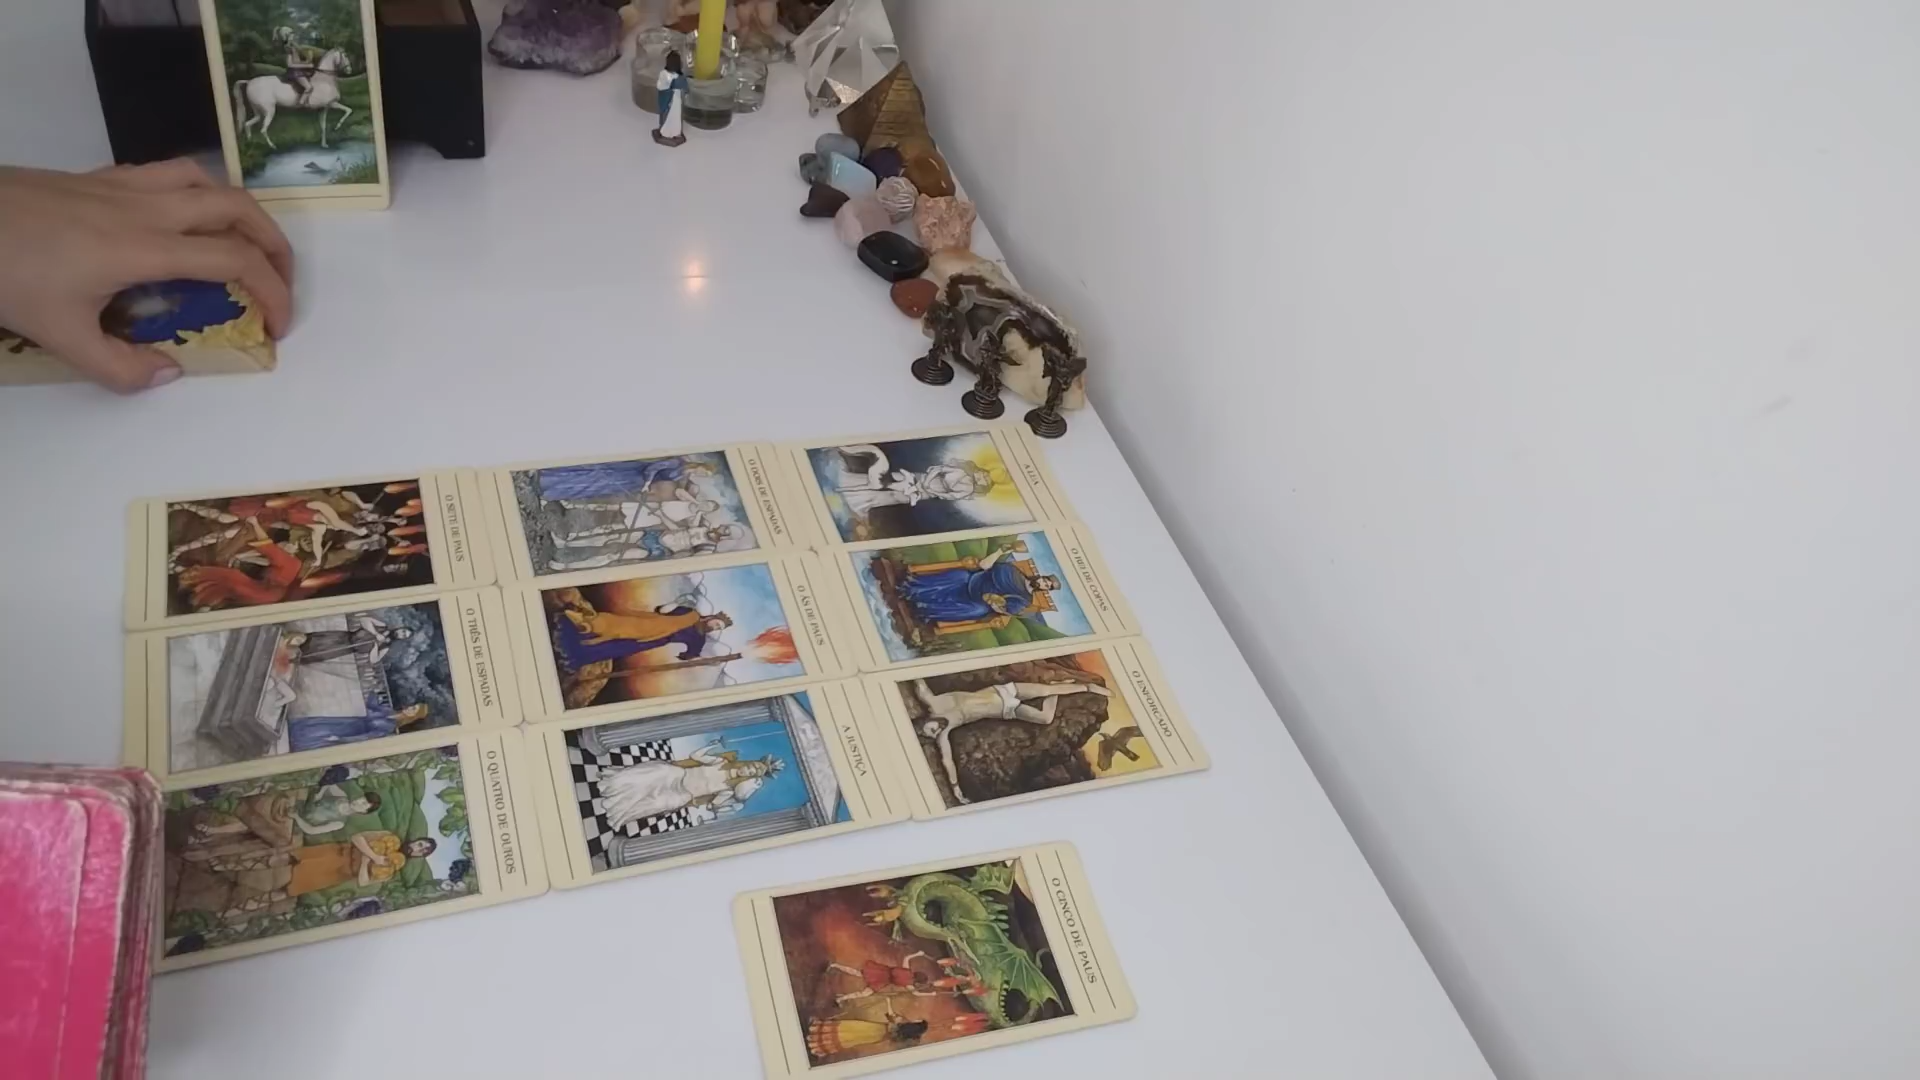 O SETE DE PAUS
O DOIS DE ESPADAS
A LUA
O TRÊS DE ESPADAS
O ÁS DE PAUS
O REI DE COPAS
O QUATRO DE OUROS
A JUSTIÇA
O ENFORCADO
O CINCO DE PAUS